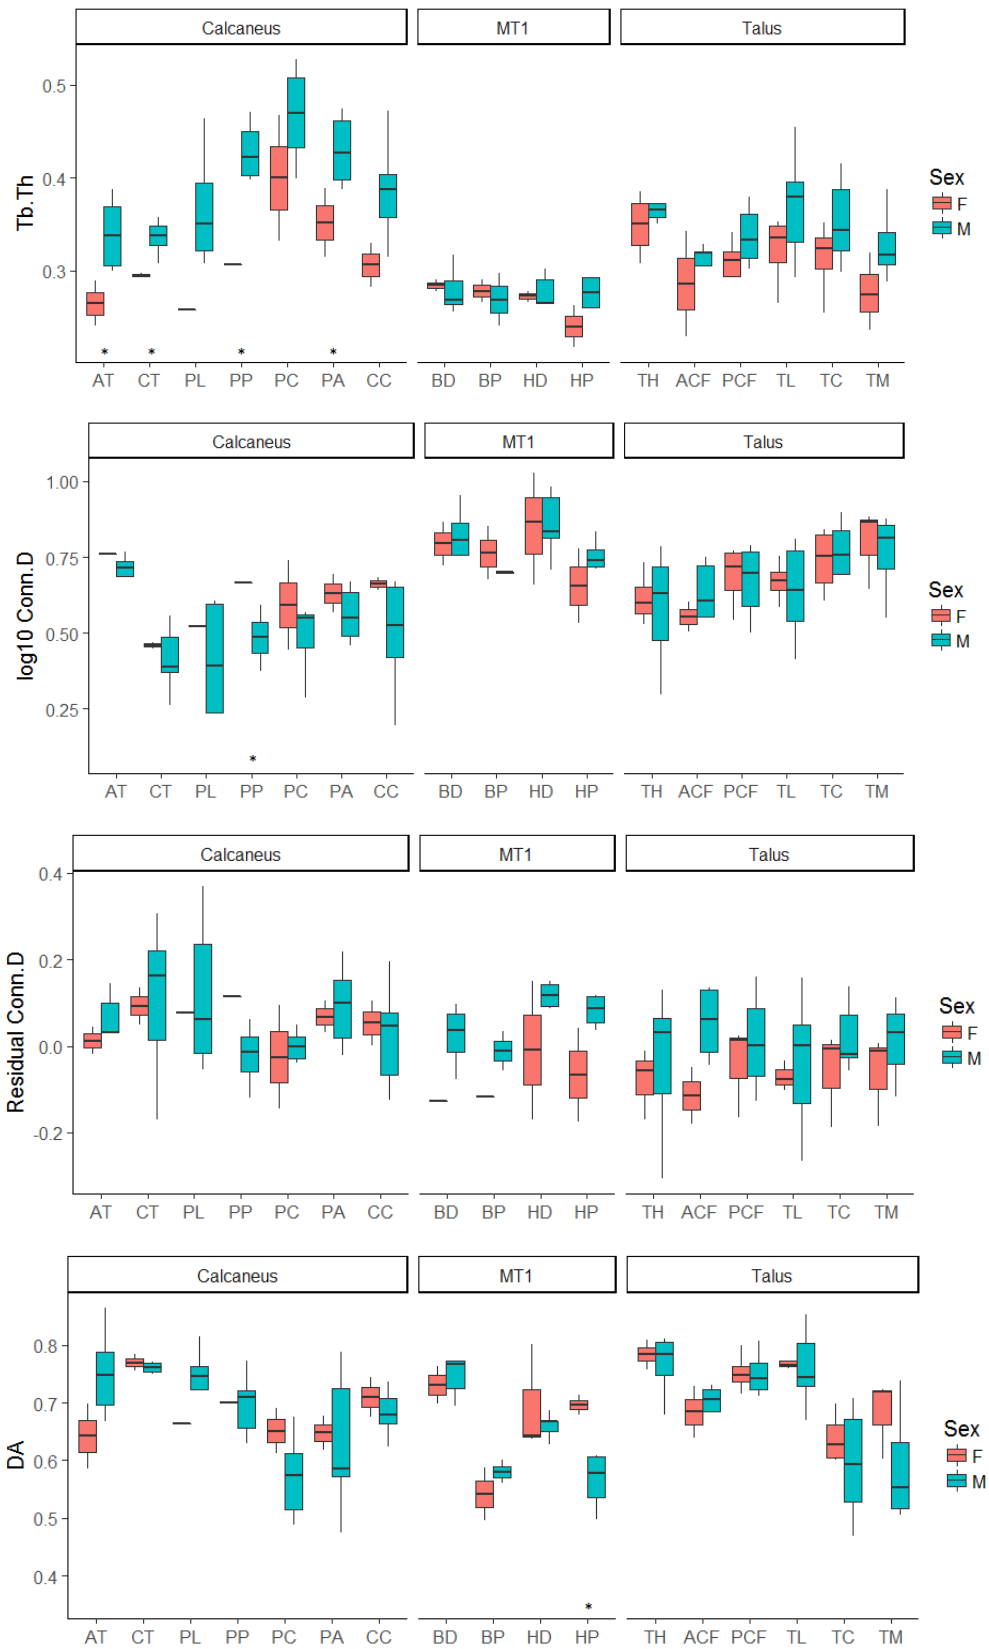 Calcaneus MT1 Talus
Tb.Th
0.5
0.4
0.3
* * * *
AT CT PL PP PC PA CC BD BP HD HP TH ACF PCF TL TC TM
Sex
F
M
Calcaneus MT1 Talus
log10 Conn.D
1.00
0.75
0.50
0.25
*
AT CT PL PP PC PA CC BD BP HD HP TH ACF PCF TL TC TM
Sex
F
M
Calcaneus MT1 Talus
Residual Conn.D
0.4
0.2
0.0
-0.2
AT CT PL PP PC PA CC BD BP HD HP TH ACF PCF TL TC TM
Sex
F
M
Calcaneus MT1 Talus
DA
0.8
0.7
0.6
0.5
0.4
*
AT CT PL PP PC PA CC BD BP HD HP TH ACF PCF TL TC TM
Sex
F
M